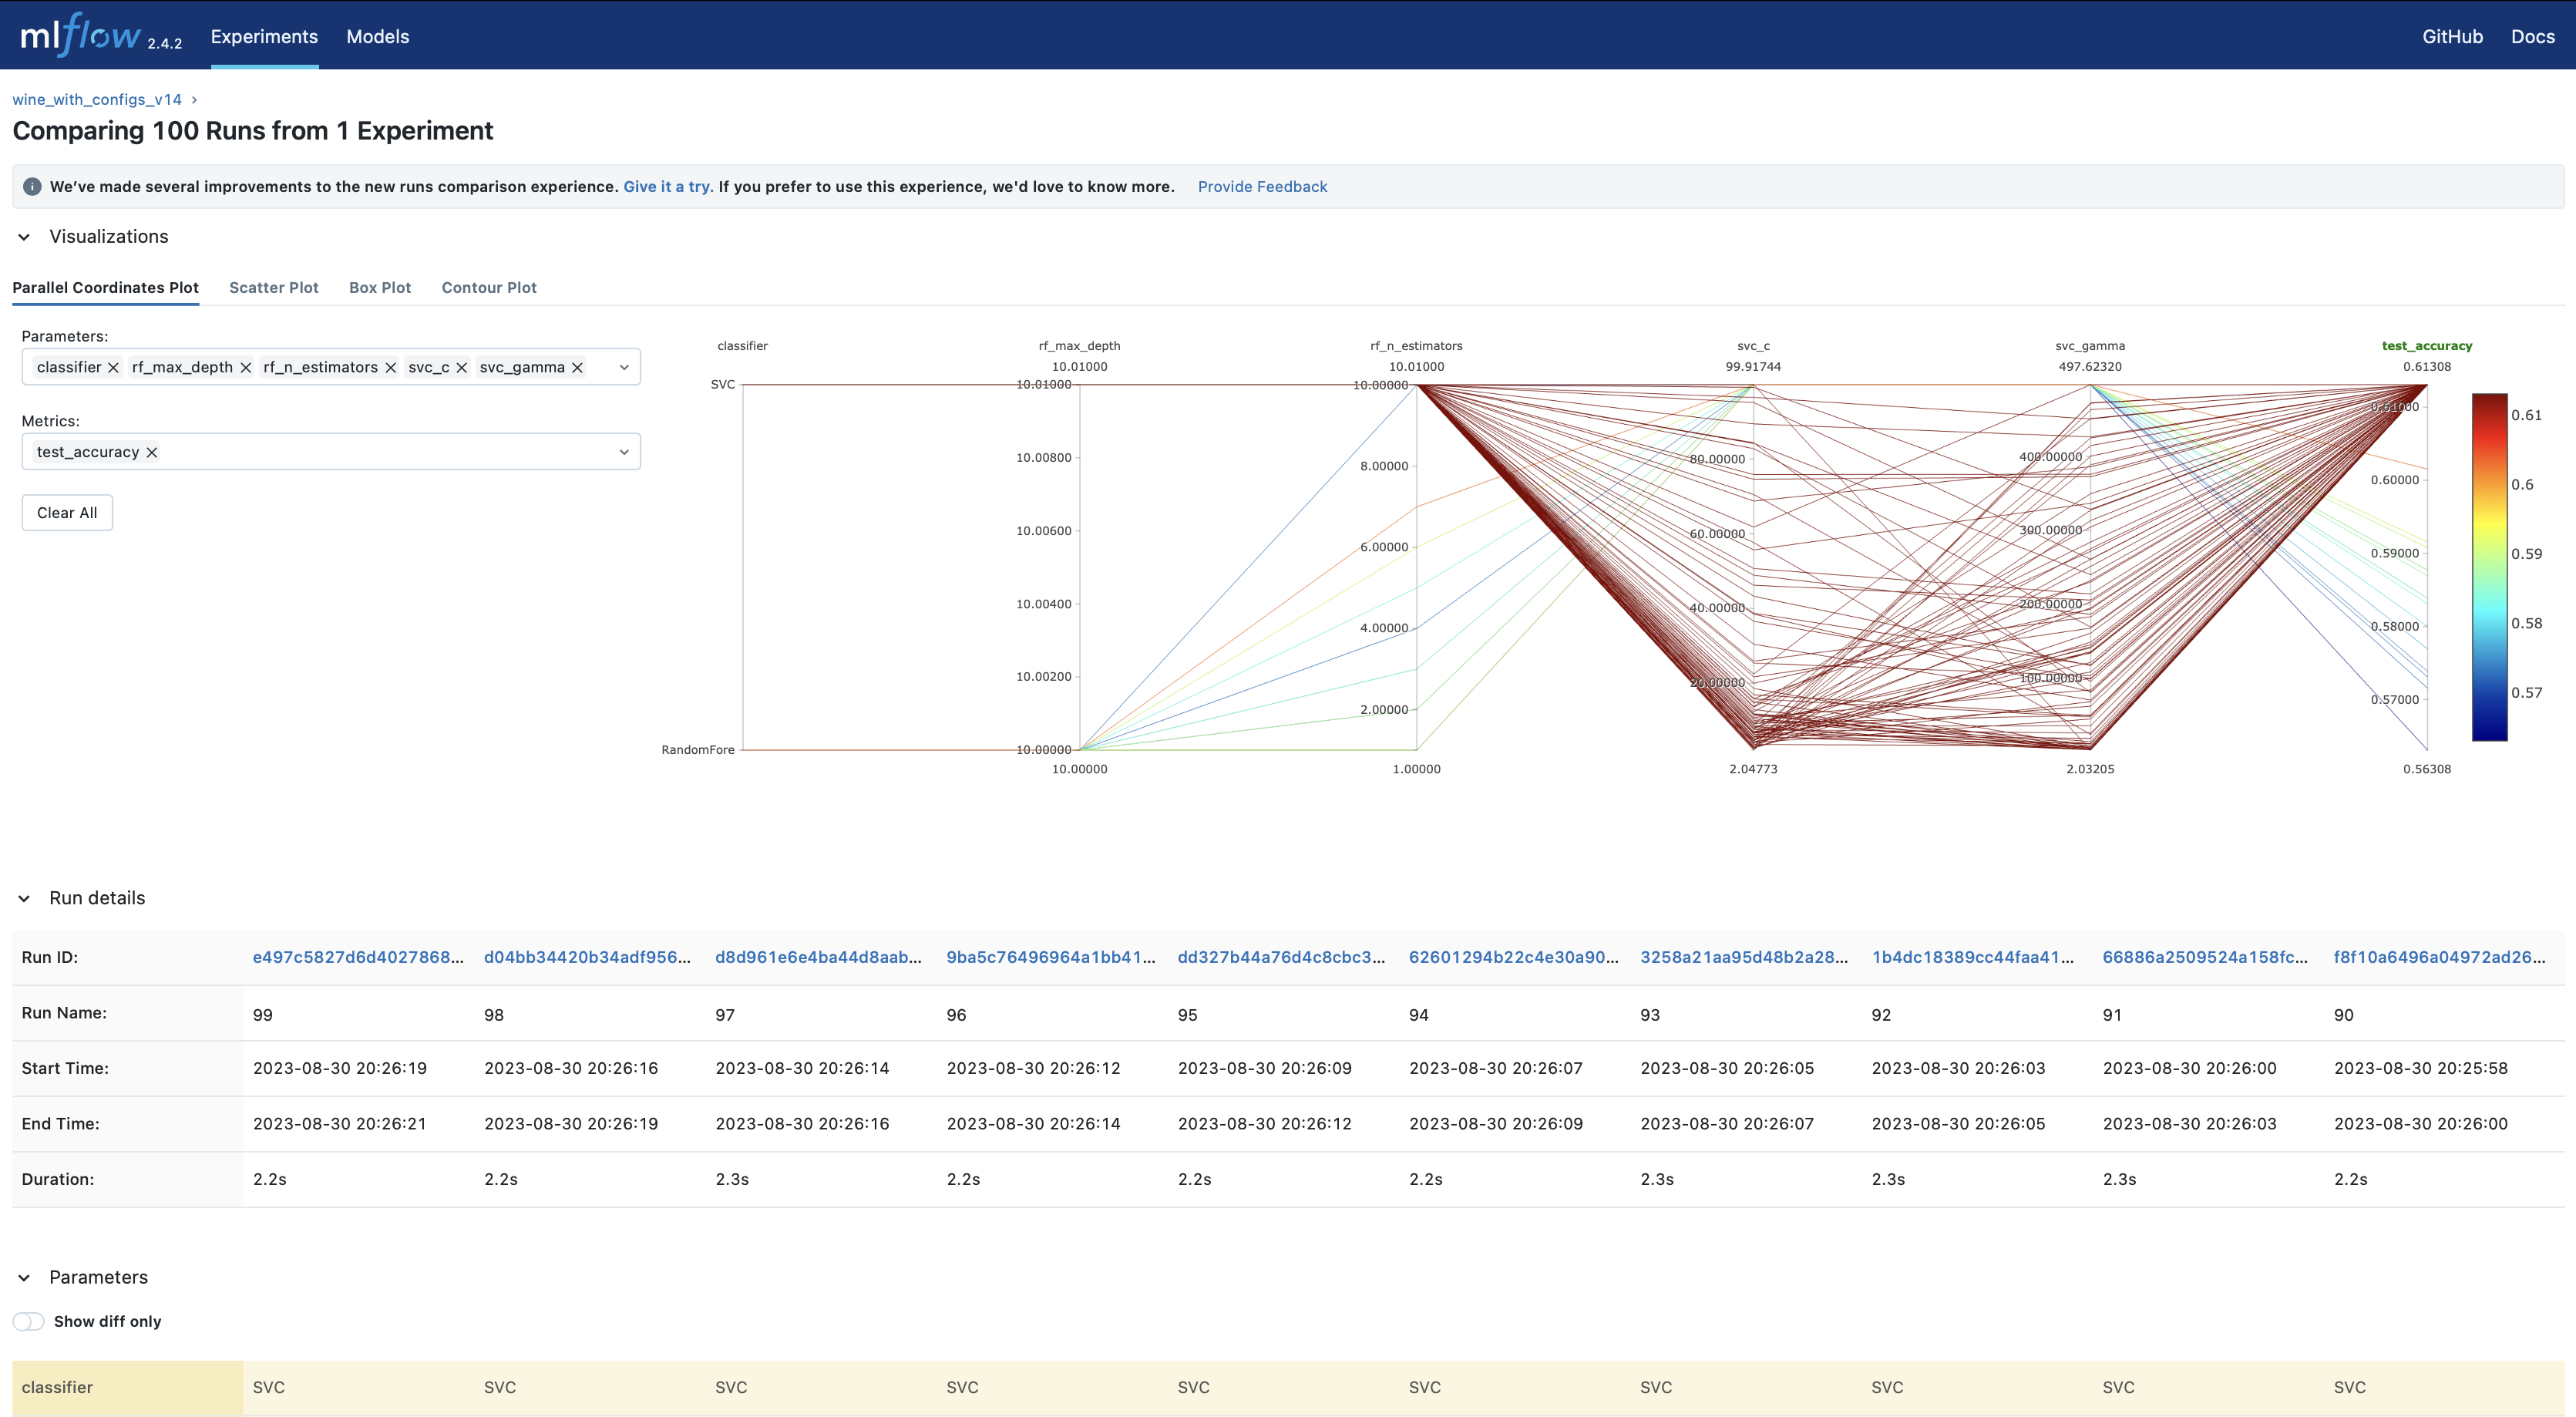 mlflow 2.4.2 Experiments Models GitHub Docs
wine_with_configs_v14 ›
Comparing 100 Runs from 1 Experiment
We’ve made several improvements to the new runs comparison experience. Give it a try. If you prefer to use this experience, we'd love to know more. Provide Feedback
Visualizations
Parallel Coordinates Plot Scatter Plot Box Plot Contour Plot
Parameters:
classifier × rf_max_depth × rf_n_estimators × svc_c × svc_gamma ×
Metrics:
test_accuracy ×
Clear All
classifier rf_max_depth rf_n_estimators svc_c svc_gamma test_accuracy
10.01000 10.01000 99.91744 497.62320 0.61308
SVC 10.01000 10.00000
0.61000 0.61
10.00800 8.00000 80.00000 400.00000 0.60000 0.6
10.00600 6.00000 60.00000 300.00000 0.59000 0.59
10.00400 4.00000 40.00000 200.00000 0.58000 0.58
10.00200 2.00000 20.00000 100.00000 0.57000 0.57
RandomFore 10.00000
10.00000 1.00000 2.04773 2.03205 0.56308
Run details
Run ID: e497c5827d6d4027868... d04bb34420b34adf956... d8d961e6e4ba44d8aab... 9ba5c76496964a1bb41... dd327b44a76d4c8cbc3... 62601294b22c4e30a90... 3258a21aa95d48b2a28... 1b4dc18389cc44faa41... 66886a2509524a158fc... f8f10a6496a04972ad26...
Run Name: 99 98 97 96 95 94 93 92 91 90
Start Time: 2023-08-30 20:26:19 2023-08-30 20:26:16 2023-08-30 20:26:14 2023-08-30 20:26:12 2023-08-30 20:26:09 2023-08-30 20:26:07 2023-08-30 20:26:05 2023-08-30 20:26:03 2023-08-30 20:26:00 2023-08-30 20:25:58
End Time: 2023-08-30 20:26:21 2023-08-30 20:26:19 2023-08-30 20:26:16 2023-08-30 20:26:14 2023-08-30 20:26:12 2023-08-30 20:26:09 2023-08-30 20:26:07 2023-08-30 20:26:05 2023-08-30 20:26:03 2023-08-30 20:26:00
Duration: 2.2s 2.2s 2.3s 2.2s 2.2s 2.2s 2.3s 2.3s 2.3s 2.2s
Parameters
Show diff only
classifier SVC SVC SVC SVC SVC SVC SVC SVC SVC SVC